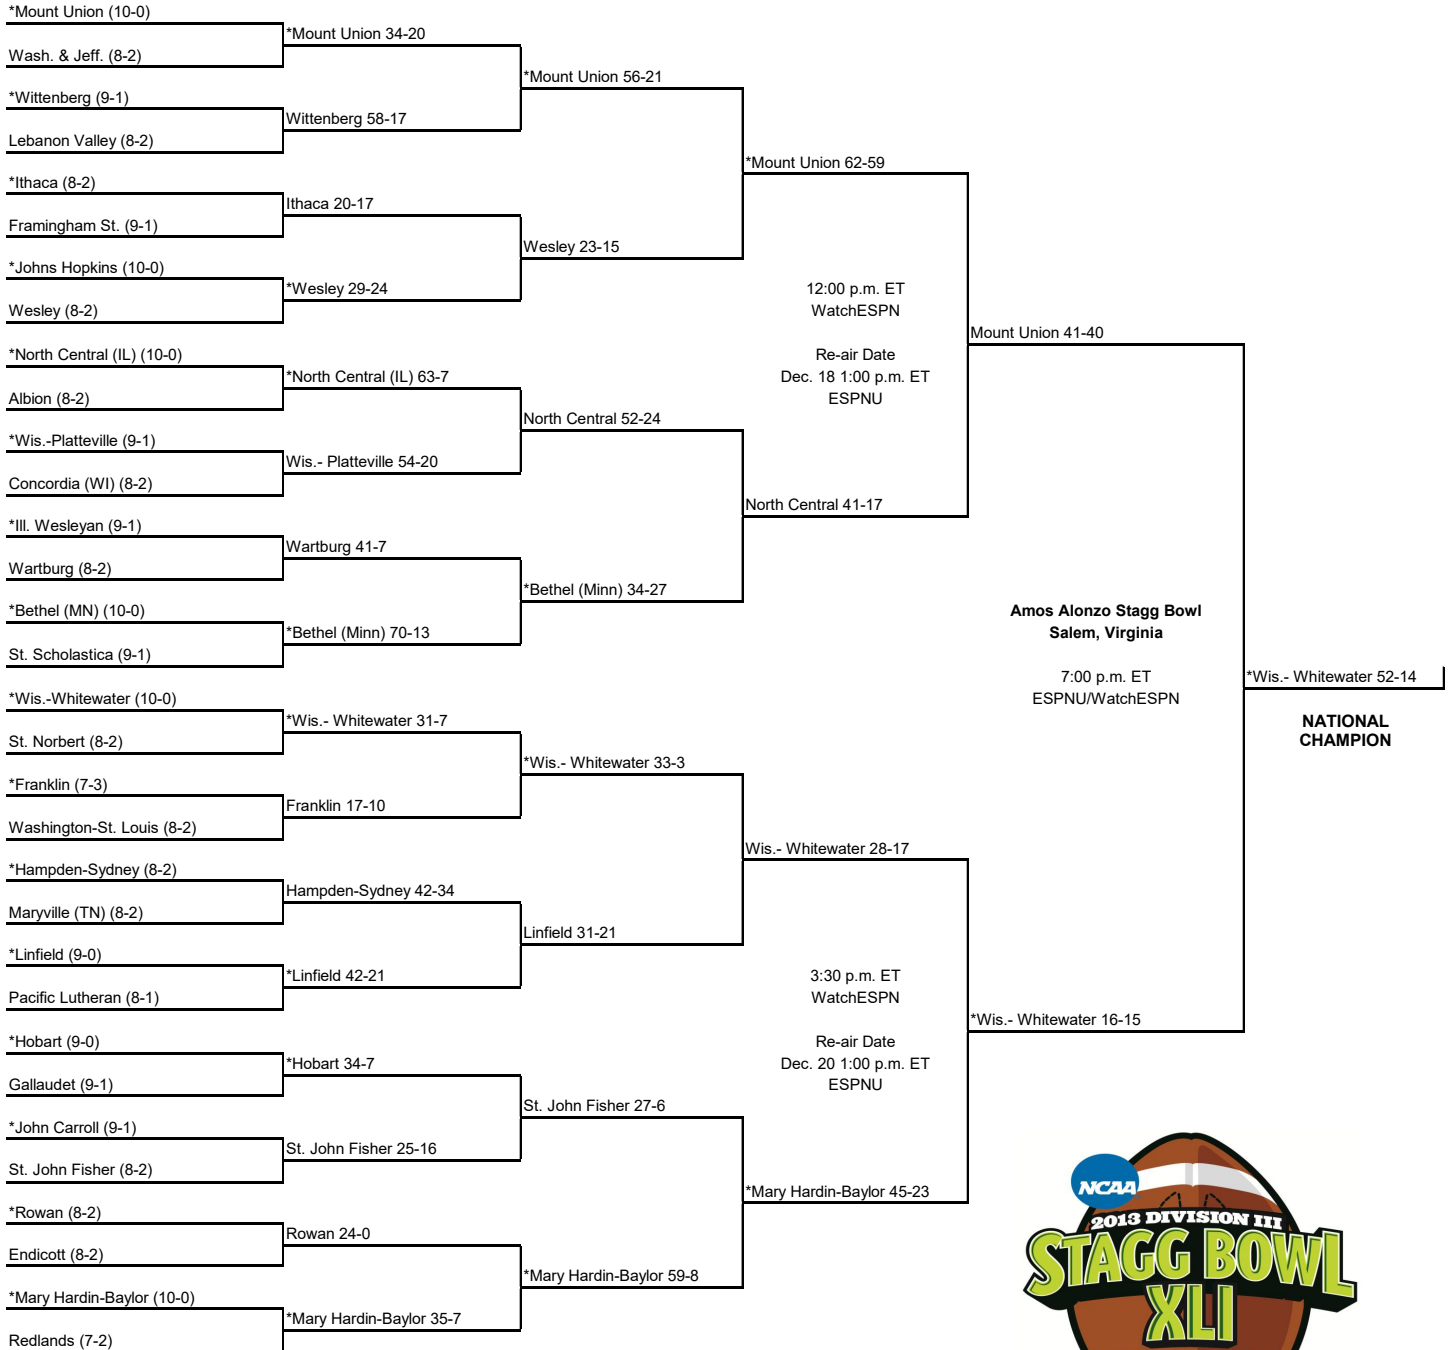 *Mount Union (10-0)
Wash. & Jeff. (8-2)
*Wittenberg (9-1)
Lebanon Valley (8-2)
*Ithaca (8-2)
Framingham St. (9-1)
*Johns Hopkins (10-0)
Wesley (8-2)
*North Central (IL) (10-0)
Albion (8-2)
*Wis.-Platteville (9-1)
Concordia (WI) (8-2)
*Ill. Wesleyan (9-1)
Wartburg (8-2)
*Bethel (MN) (10-0)
St. Scholastica (9-1)
*Wis.-Whitewater (10-0)
St. Norbert (8-2)
*Franklin (7-3)
Washington-St. Louis (8-2)
*Hampden-Sydney (8-2)
Maryville (TN) (8-2)
*Linfield (9-0)
Pacific Lutheran (8-1)
*Hobart (9-0)
Gallaudet (9-1)
*John Carroll (9-1)
St. John Fisher (8-2)
*Rowan (8-2)
Endicott (8-2)
*Mary Hardin-Baylor (10-0)
Redlands (7-2)
*Mount Union 34-20
Wittenberg 58-17
Ithaca 20-17
*Wesley 29-24
*North Central (IL) 63-7
Wis.- Platteville 54-20
Wartburg 41-7
*Bethel (Minn) 70-13
*Wis.- Whitewater 31-7
Franklin 17-10
Hampden-Sydney 42-34
*Linfield 42-21
*Hobart 34-7
St. John Fisher 25-16
Rowan 24-0
*Mary Hardin-Baylor 35-7
*Mount Union 56-21
Wesley 23-15
North Central 52-24
*Bethel (Minn) 34-27
*Wis.- Whitewater 33-3
Linfield 31-21
St. John Fisher 27-6
*Mary Hardin-Baylor 59-8
*Mount Union 62-59
North Central 41-17
Wis.- Whitewater 28-17
*Mary Hardin-Baylor 45-23
12:00 p.m. ET
WatchESPN
Re-air Date
Dec. 18 1:00 p.m. ET
ESPNU
3:30 p.m. ET
WatchESPN
Re-air Date
Dec. 20 1:00 p.m. ET
ESPNU
Mount Union 41-40
*Wis.- Whitewater 16-15
Amos Alonzo Stagg Bowl
Salem, Virginia
7:00 p.m. ET
ESPNU/WatchESPN
*Wis.- Whitewater 52-14
NATIONAL
CHAMPION
NCAA
2013 DIVISION III
STAGG BOWL
XLI